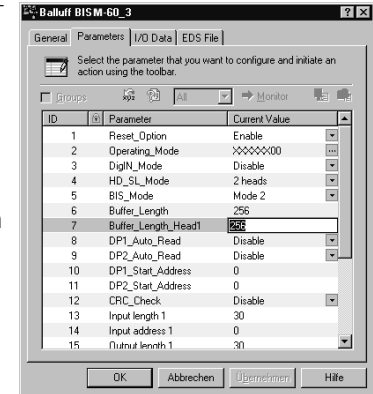 Balluff BISM-60_3
General Parameters I/O Data EDS File
Select the parameter that you want to configure and initiate an
action using the toolbar.
Groups All Monitor
ID Parameter Current Value
1 Reset_Option Enable
2 Operating_Mode XXXXXX00
3 DigIN_Mode Disable
4 HD_SL_Mode 2 heads
5 BIS_Mode Mode 2
6 Buffer_Length 256
7 Buffer_Length_Head1 256
8 DP1_Auto_Read Disable
9 DP2_Auto_Read Disable
10 DP1_Start_Address 0
11 DP2_Start_Address 0
12 CRC_Check Disable
13 Input length 1 30
14 Input address 1 0
15 Output length 1 30
OK Abbrechen Übernehmen Hilfe